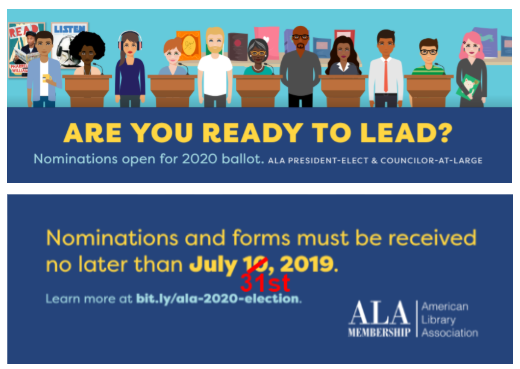 READ
LISTEN
ARE YOU READY TO LEAD?
Nominations open for 2020 ballot. ALA PRESIDENT-ELECT & COUNCILOR-AT-LARGE
Nominations and forms must be received
no later than July 10, 2019.
31st
Learn more at bit.ly/ala-2020-election.
ALA
MEMBERSHIP
American
Library
Association